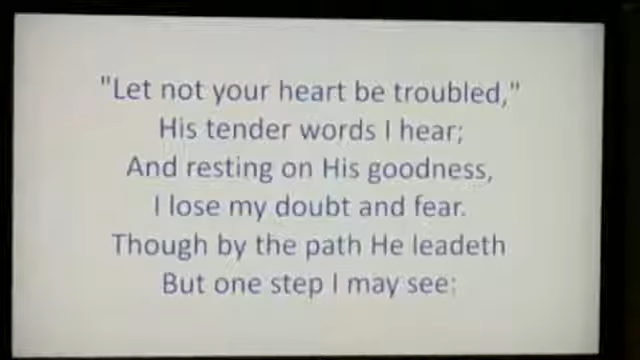 "Let not your heart be troubled,"
His tender words I hear;
And resting on His goodness,
I lose my doubt and fear.
Though by the path He leadeth
But one step I may see: